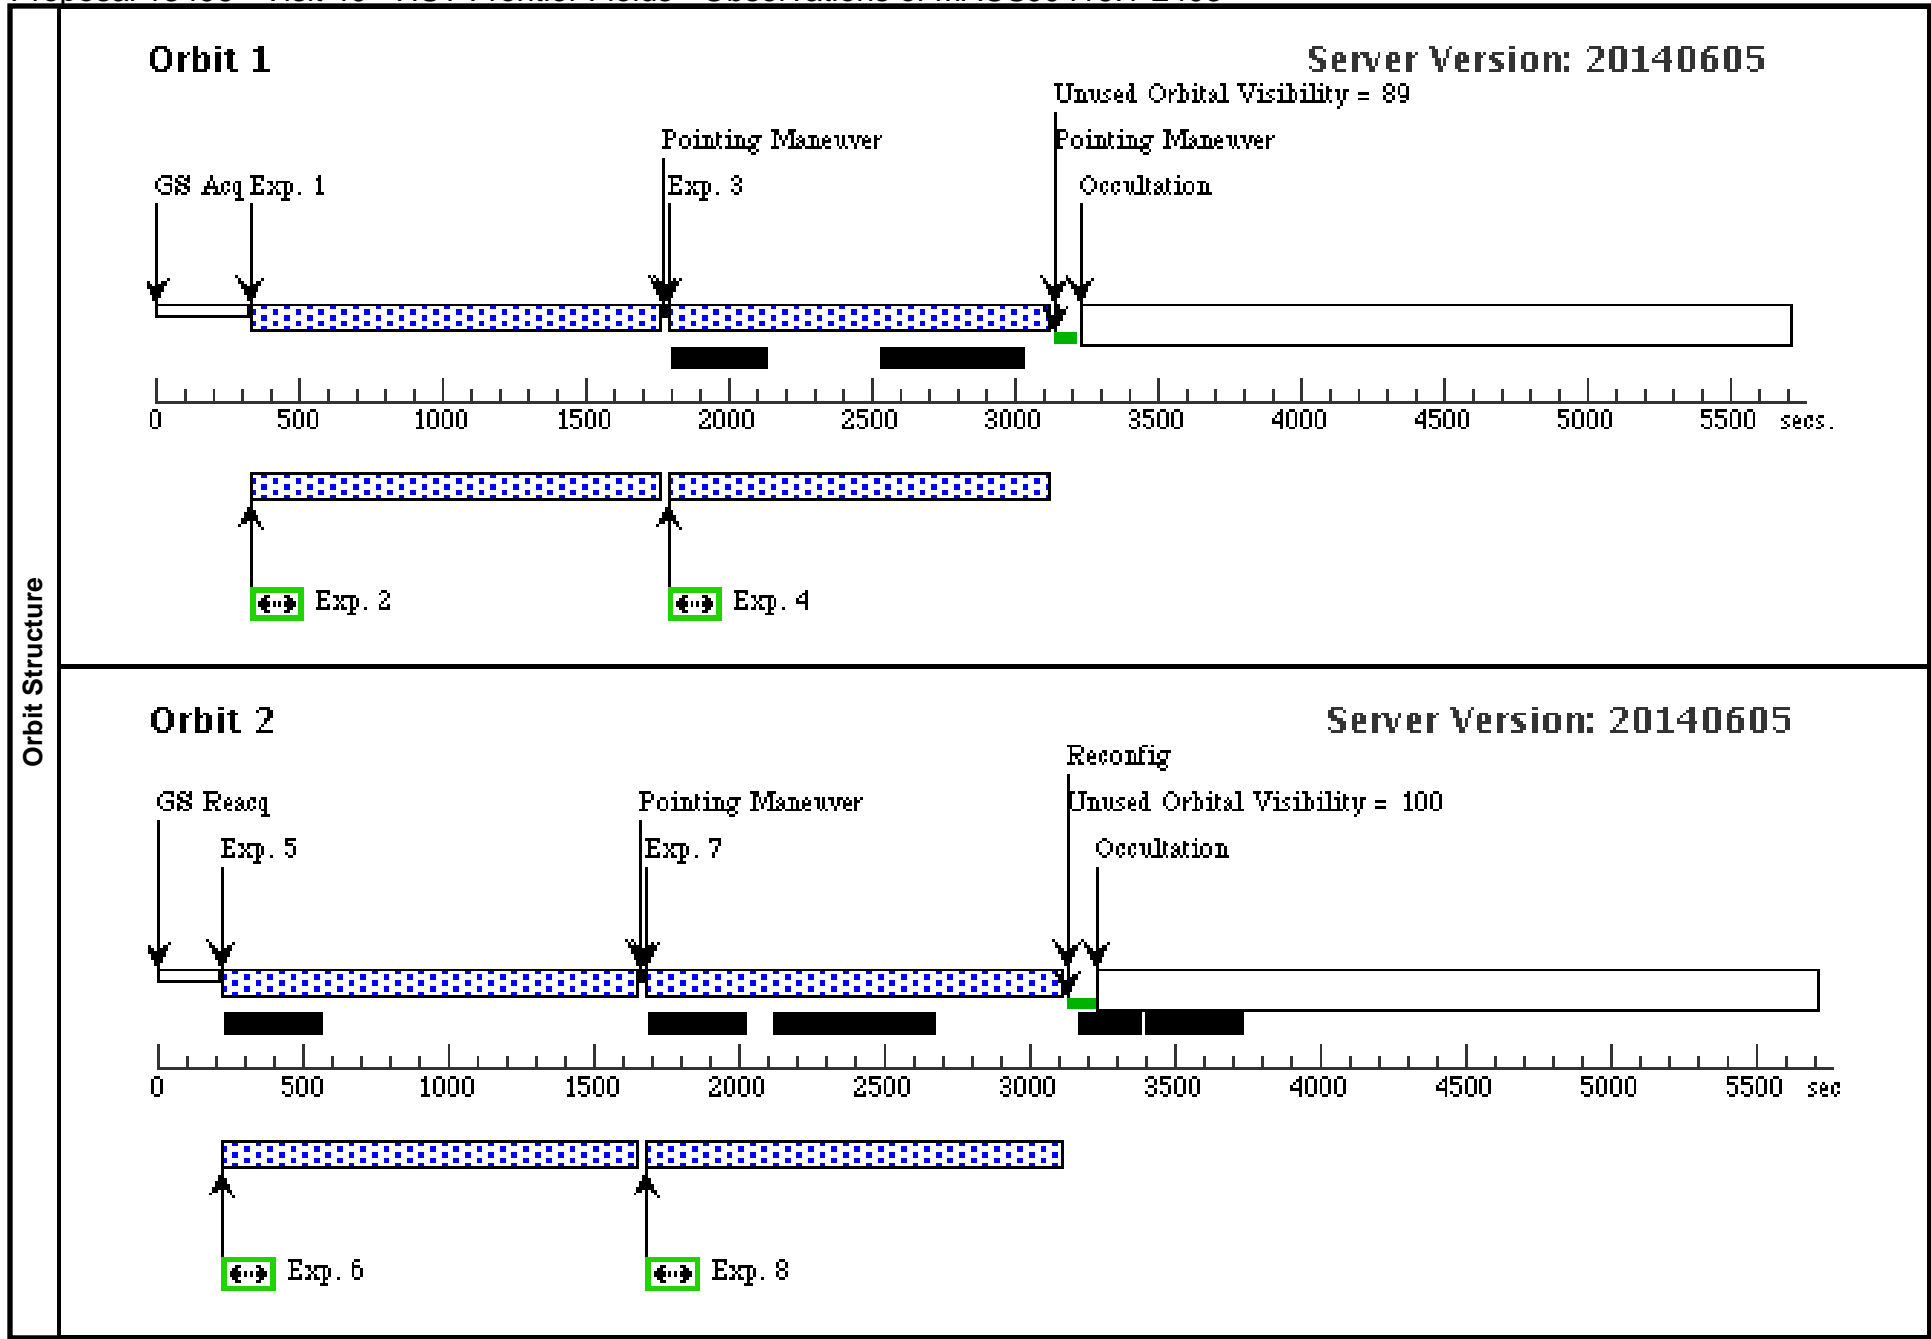 Orbit Structure
Orbit 1
Server Version: 20140605
Unused Orbital Visibility = 89
Pointing Maneuver
Pointing Maneuver
GS Acq
Exp. 1
Exp. 3
Occultation
0 500 1000 1500 2000 2500 3000 3500 4000 4500 5000 5500 secs.
Exp. 2
Exp. 4
Orbit 2
Server Version: 20140605
Reconfig
GS Reacq
Pointing Maneuver
Unused Orbital Visibility = 100
Exp. 5
Exp. 7
Occultation
0 500 1000 1500 2000 2500 3000 3500 4000 4500 5000 5500 sec
Exp. 6
Exp. 8